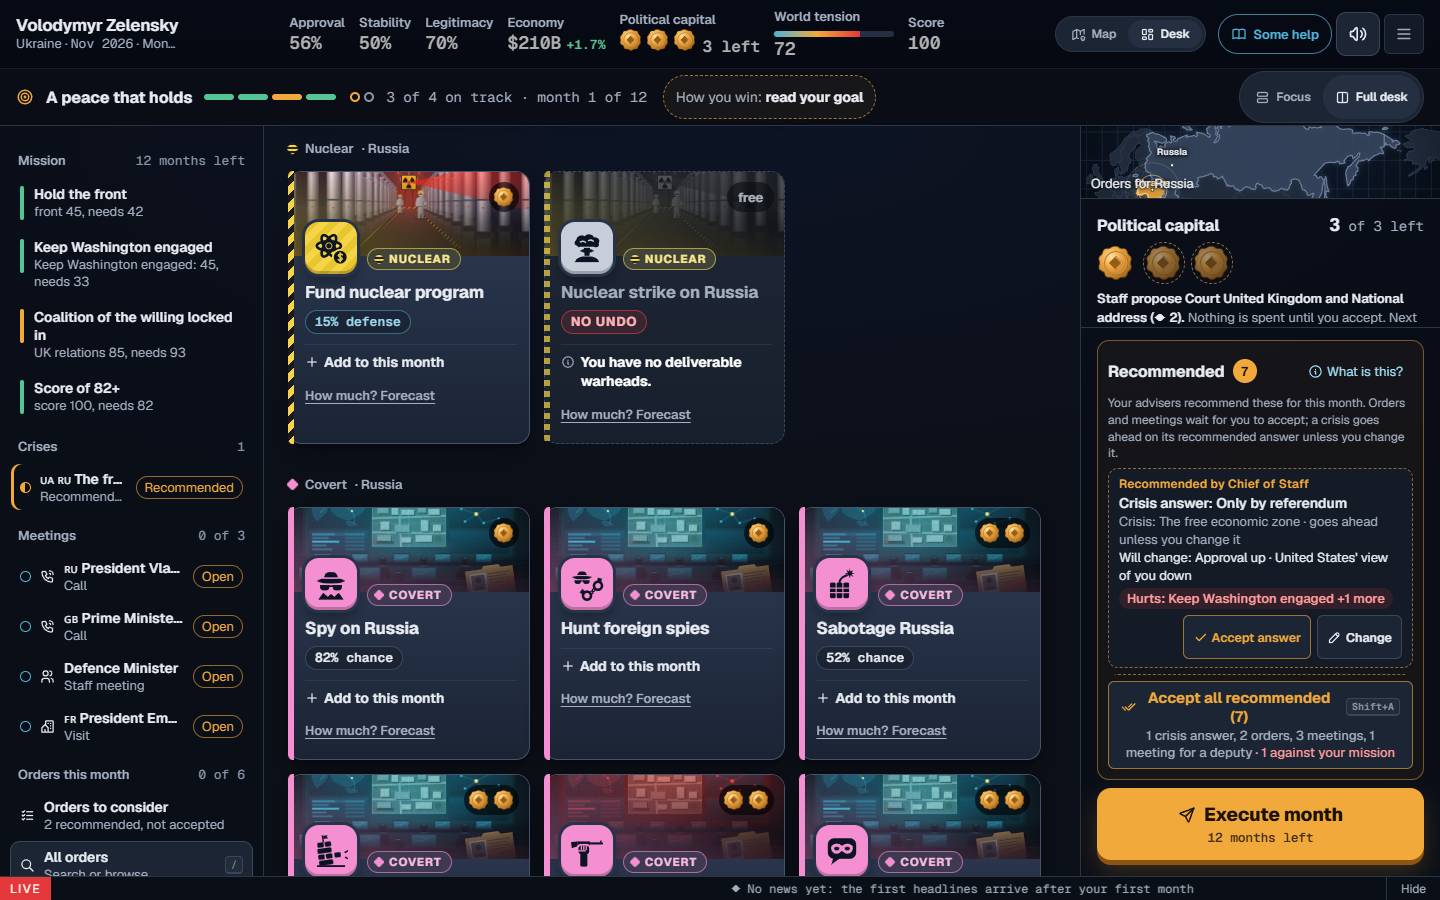 Volodymyr Zelensky
Ukraine · Nov 2026 · Mon...
Approval
56%
Stability
50%
Legitimacy
70%
Economy
$210B +1.7%
Political capital
3 left
World tension
72
Score
100
Map
Desk
Some help
A peace that holds
3 of 4 on track · month 1 of 12
How you win: read your goal
Focus
Full desk
Mission
12 months left
Hold the front
front 45, needs 42
Keep Washington engaged
Keep Washington engaged: 45,
needs 33
Coalition of the willing locked
in
UK relations 85, needs 93
Score of 82+
score 100, needs 82
Crises
1
UA RU The fr...
Recommend...
Recommended
Meetings
0 of 3
RU President Vla...
Call
Open
GB Prime Ministe...
Call
Open
Defence Minister
Staff meeting
Open
FR President Em...
Visit
Open
Orders this month
0 of 6
Orders to consider
2 recommended, not accepted
All orders
/
Search or browse
Nuclear · Russia
NUCLEAR
Fund nuclear program
15% defense
Add to this month
How much? Forecast
free
NUCLEAR
Nuclear strike on Russia
NO UNDO
You have no deliverable
warheads.
How much? Forecast
Covert · Russia
COVERT
Spy on Russia
82% chance
Add to this month
How much? Forecast
COVERT
Hunt foreign spies
Add to this month
How much? Forecast
COVERT
Sabotage Russia
52% chance
Add to this month
How much? Forecast
COVERT
COVERT
COVERT
Russia
Orders for Russia
Political capital
3 of 3 left
Staff propose Court United Kingdom and National
address (◆ 2). Nothing is spent until you accept. Next
Recommended 7
What is this?
Your advisers recommend these for this month. Orders
and meetings wait for you to accept; a crisis goes
ahead on its recommended answer unless you change
it.
Recommended by Chief of Staff
Crisis answer: Only by referendum
Crisis: The free economic zone · goes ahead
unless you change it
Will change: Approval up · United States' view
of you down
Hurts: Keep Washington engaged +1 more
Accept answer
Change
Accept all recommended
(7)
Shift+A
1 crisis answer, 2 orders, 3 meetings, 1
meeting for a deputy · 1 against your mission
Execute month
12 months left
LIVE
◆ No news yet: the first headlines arrive after your first month
Hide